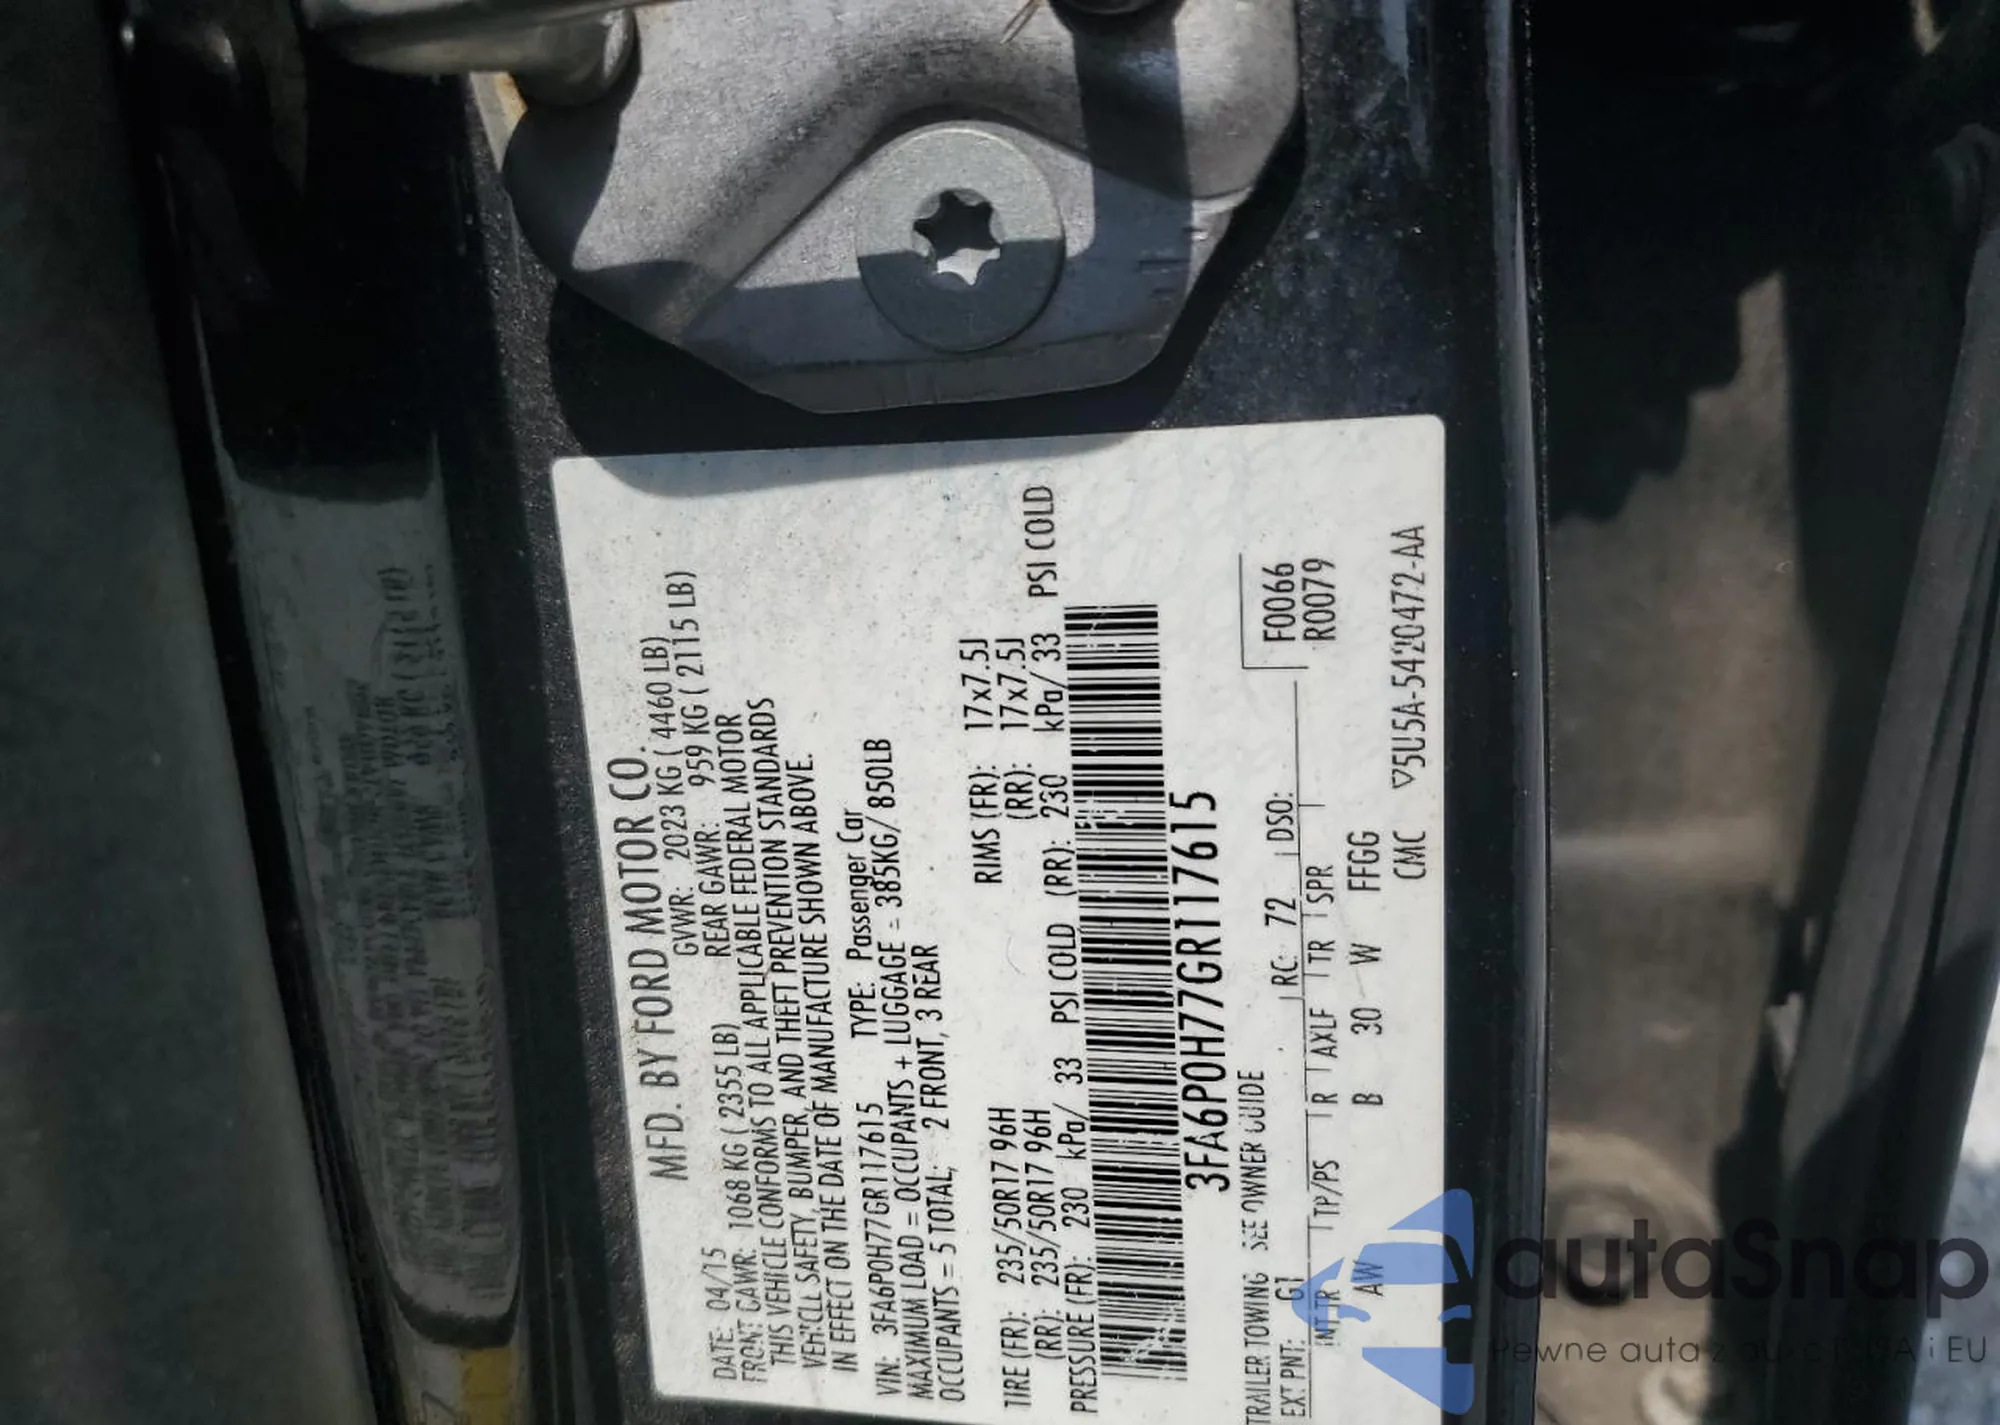 MFD. BY FORD MOTOR CO.
DATE: 04/15 GVWR: 2023 KG ( 4460 LB)
FRONT GAWR: 1068 KG ( 2355 LB) REAR GAWR: 959 KG ( 2115 LB)
THIS VEHICLE CONFORMS TO ALL APPLICABLE FEDERAL MOTOR
VEHICLE SAFETY, BUMPER, AND THEFT PREVENTION STANDARDS
IN EFFECT ON THE DATE OF MANUFACTURE SHOWN ABOVE.
VIN: 3FA6P0H77GR117615 TYPE: Passenger Car
MAXIMUM LOAD = OCCUPANTS + LUGGAGE = 385KG/ 850LB
OCCUPANTS = 5 TOTAL; 2 FRONT, 3 REAR
TIRE (FR): 235/50R17 96H RIMS (FR): 17x7.5J
(RR): 235/50R17 96H (RR): 17x7.5J
PRESSURE (FR): 230 kPa/ 33 PSI COLD (RR): 230 kPa/ 33 PSI COLD
3FA6P0H77GR117615
TRAILER TOWING SEE OWNER GUIDE
EXT PNT: G1 RC: 72 DSO: F0066
R0079
INT TR TP/PS R AXLE TR SPR
AW B 30 W FFGG
CMC 5U5A-5420472-AA
autaSnap
Pewne auta z USA i EU